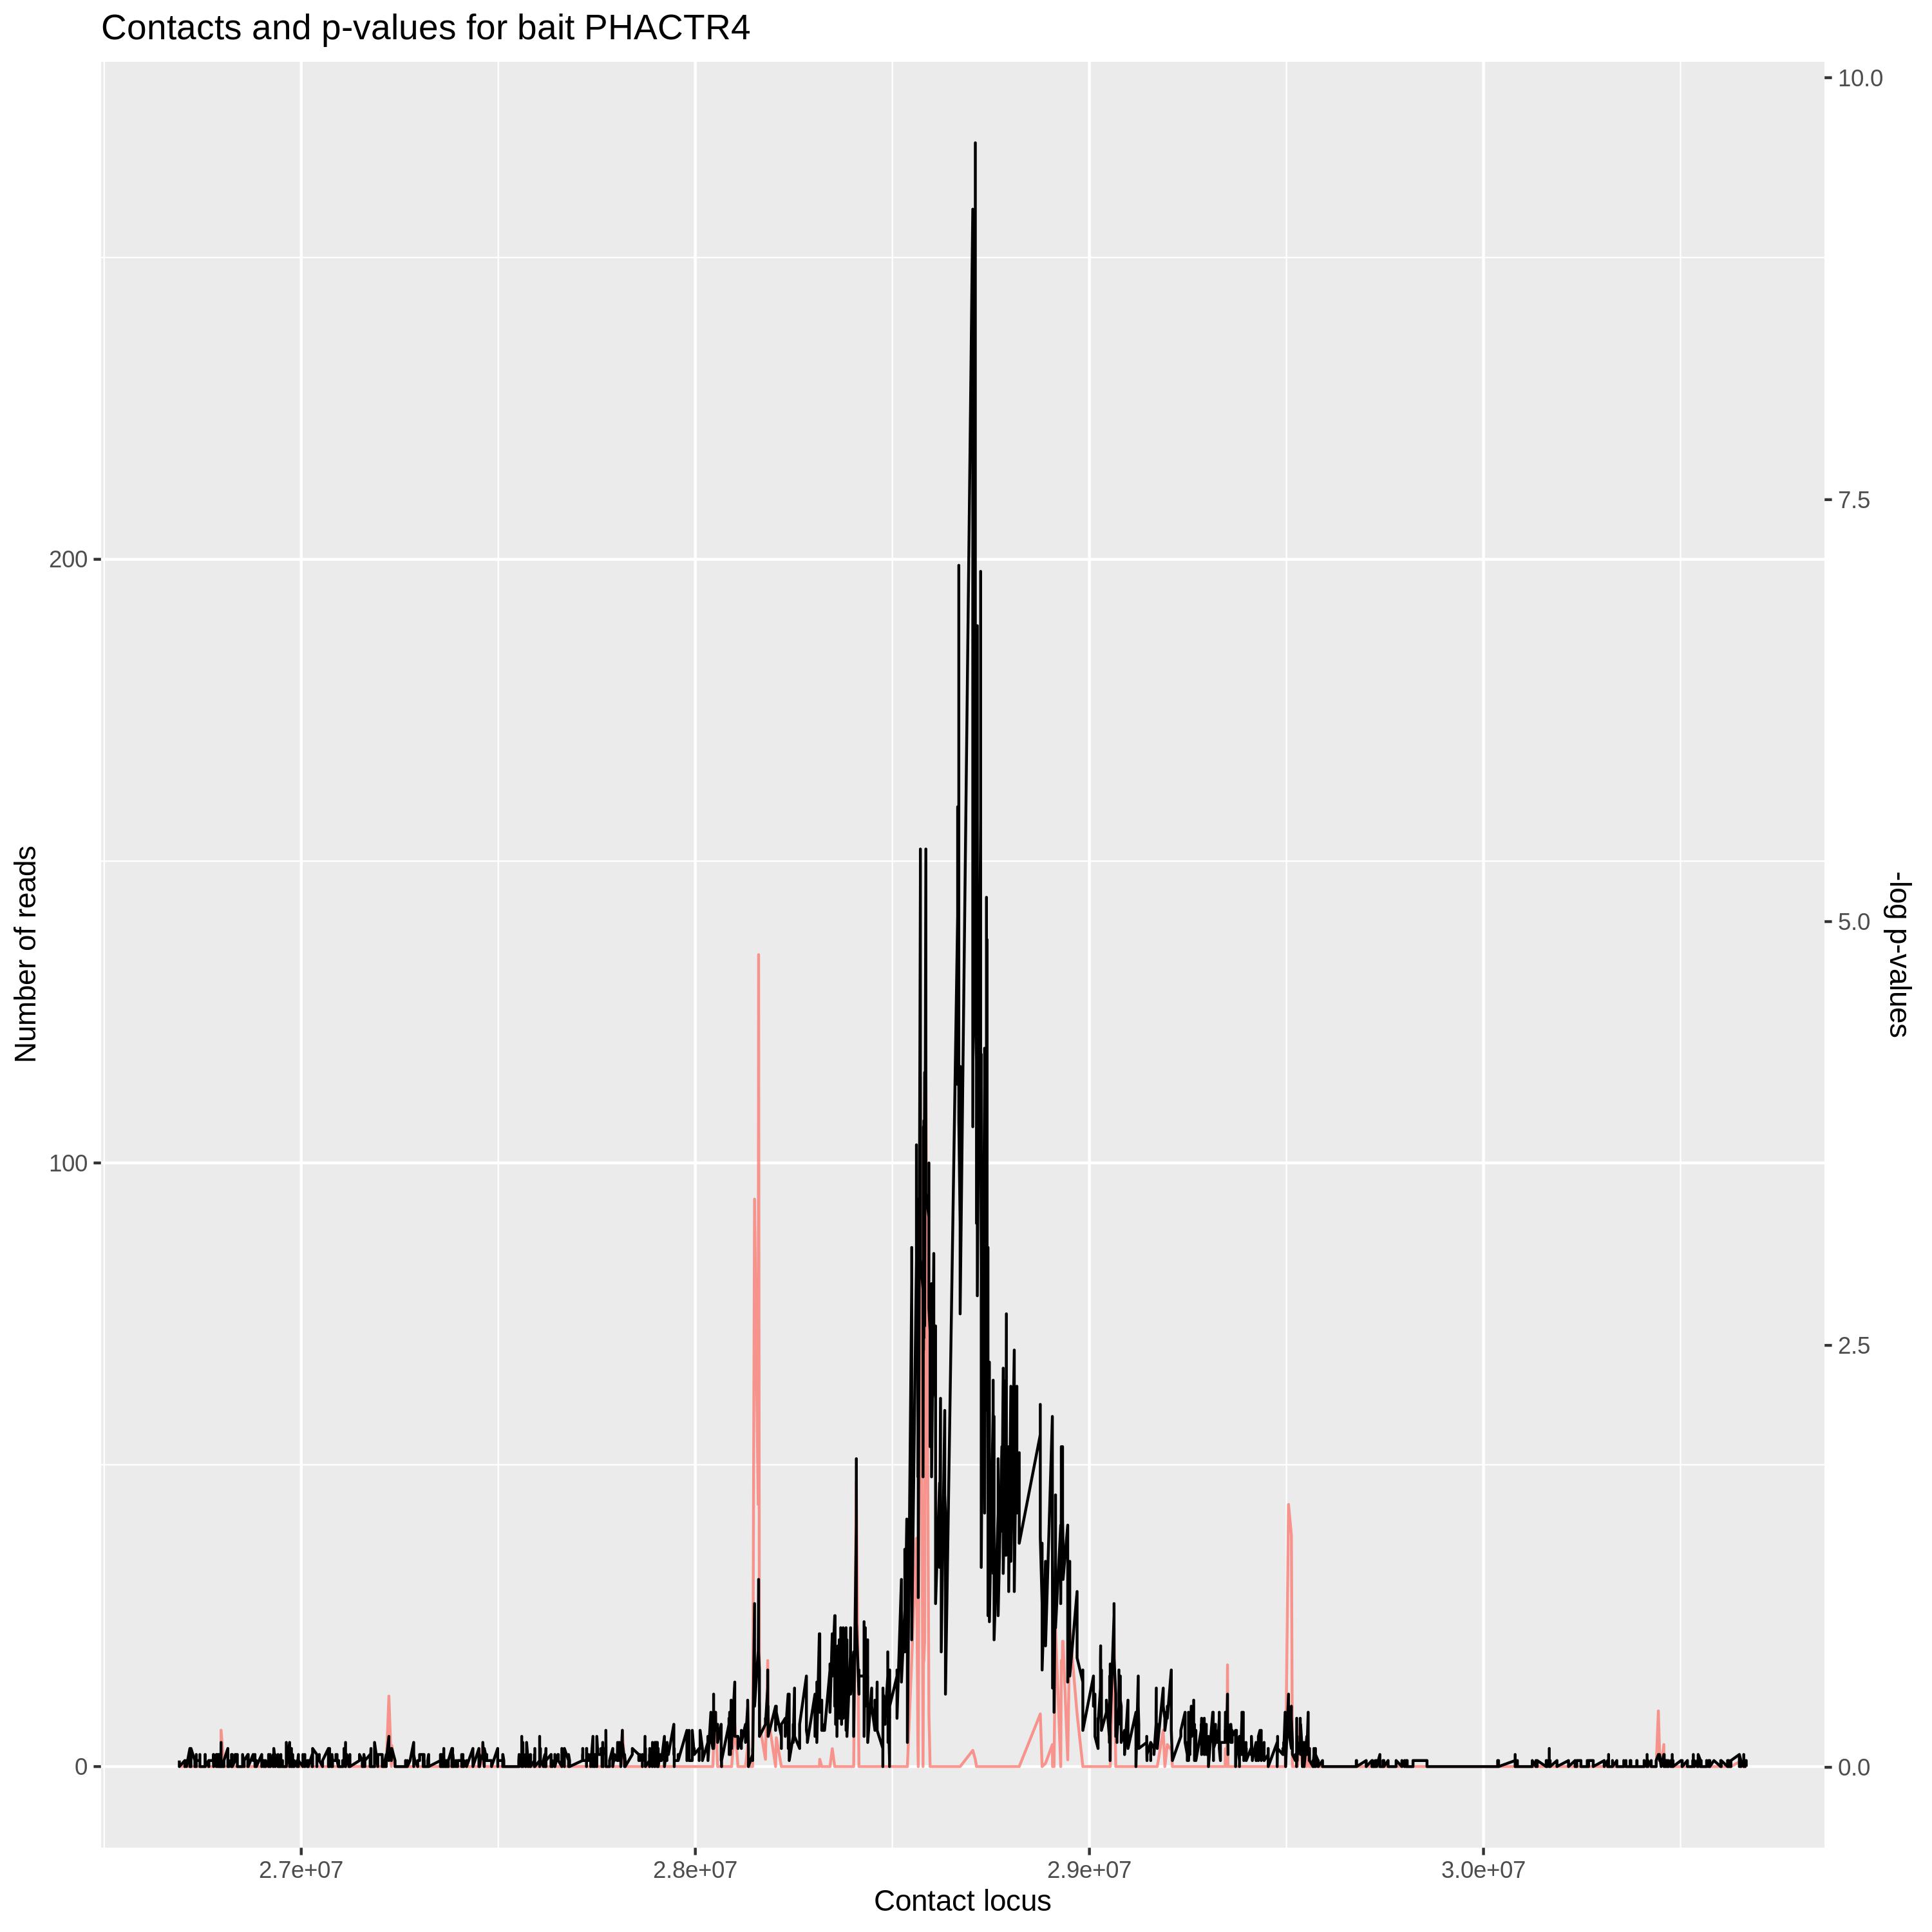 Contacts and p-values for bait PHACTR4
10.0
7.5
200
5.0
Number of reads
-log p-values
2.5
100
0
0.0
2.7e+07
2.8e+07
2.9e+07
3.0e+07
Contact locus